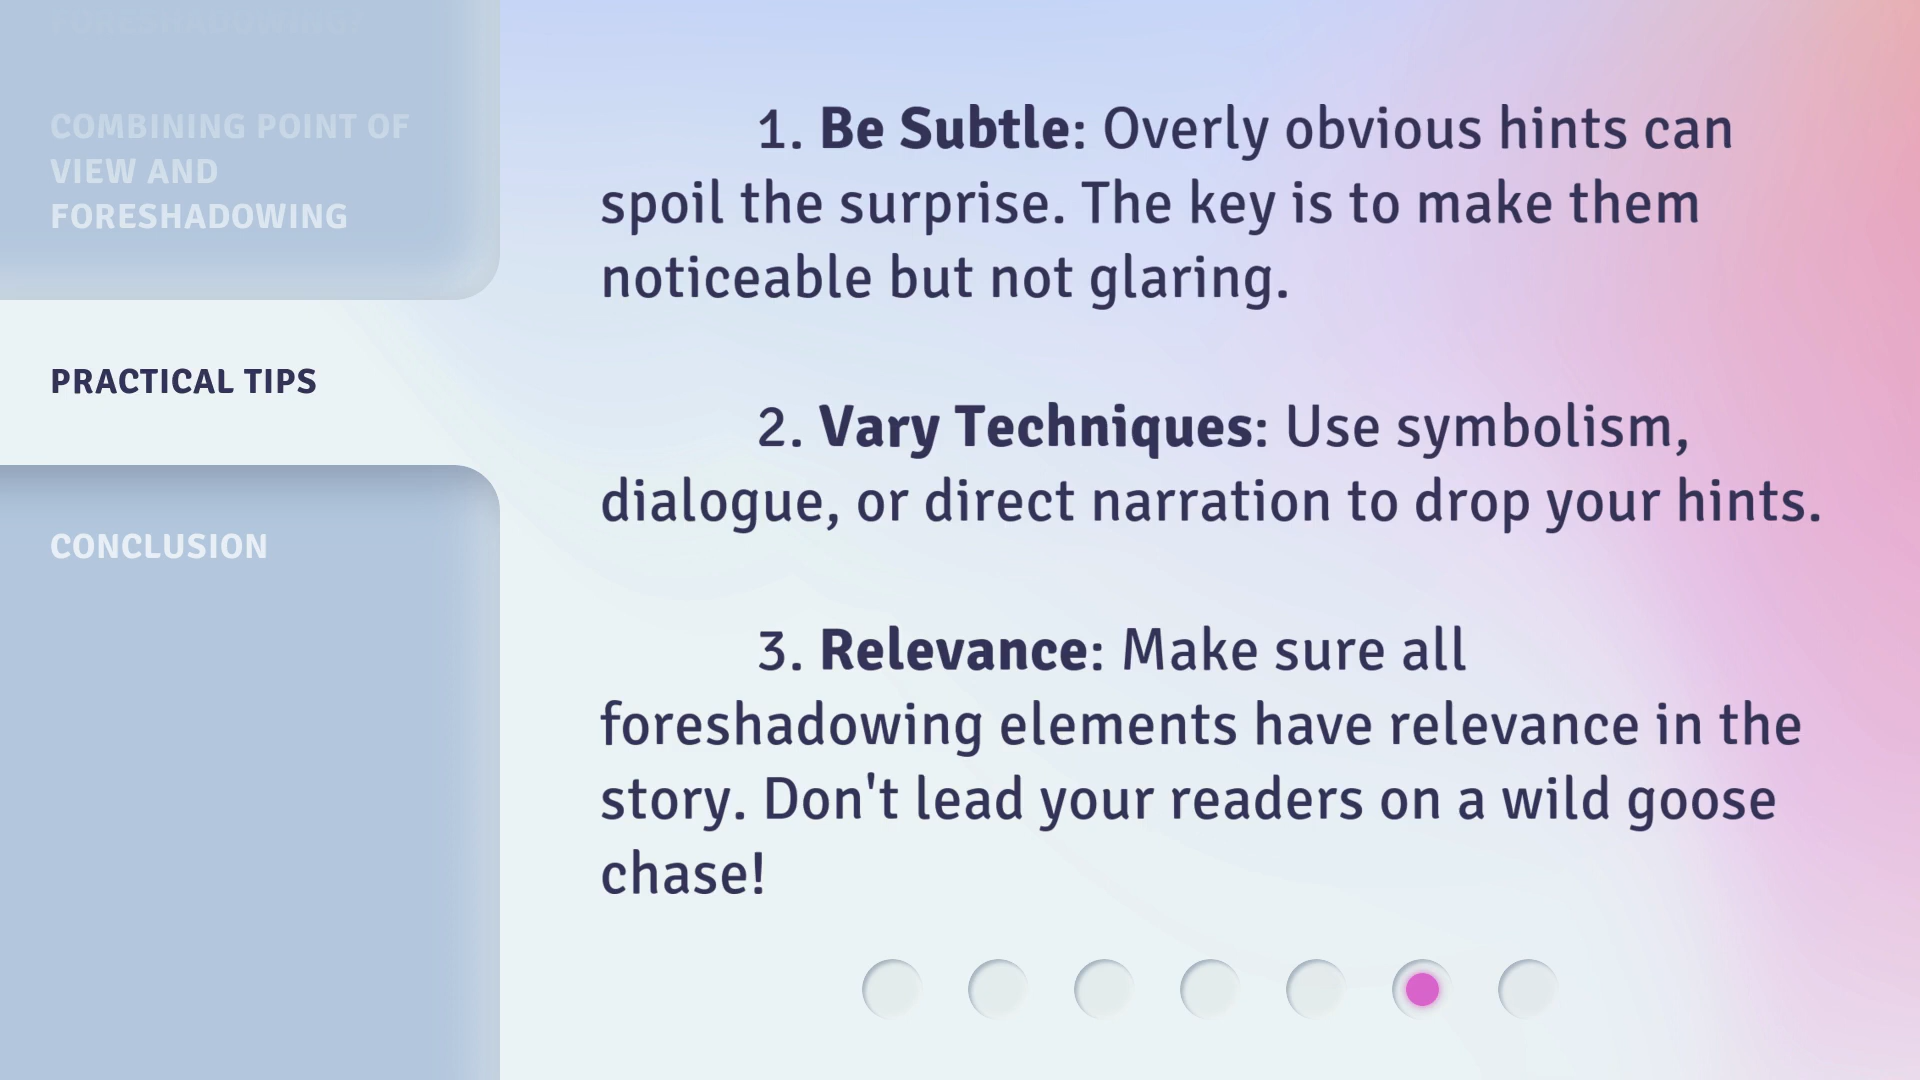 FORESHADOWING?
COMBINING POINT OF
VIEW AND
FORESHADOWING
PRACTICAL TIPS
CONCLUSION
1. Be Subtle: Overly obvious hints can
spoil the surprise. The key is to make them
noticeable but not glaring.
2. Vary Techniques: Use symbolism,
dialogue, or direct narration to drop your hints.
3. Relevance: Make sure all
foreshadowing elements have relevance in the
story. Don't lead your readers on a wild goose
chase!